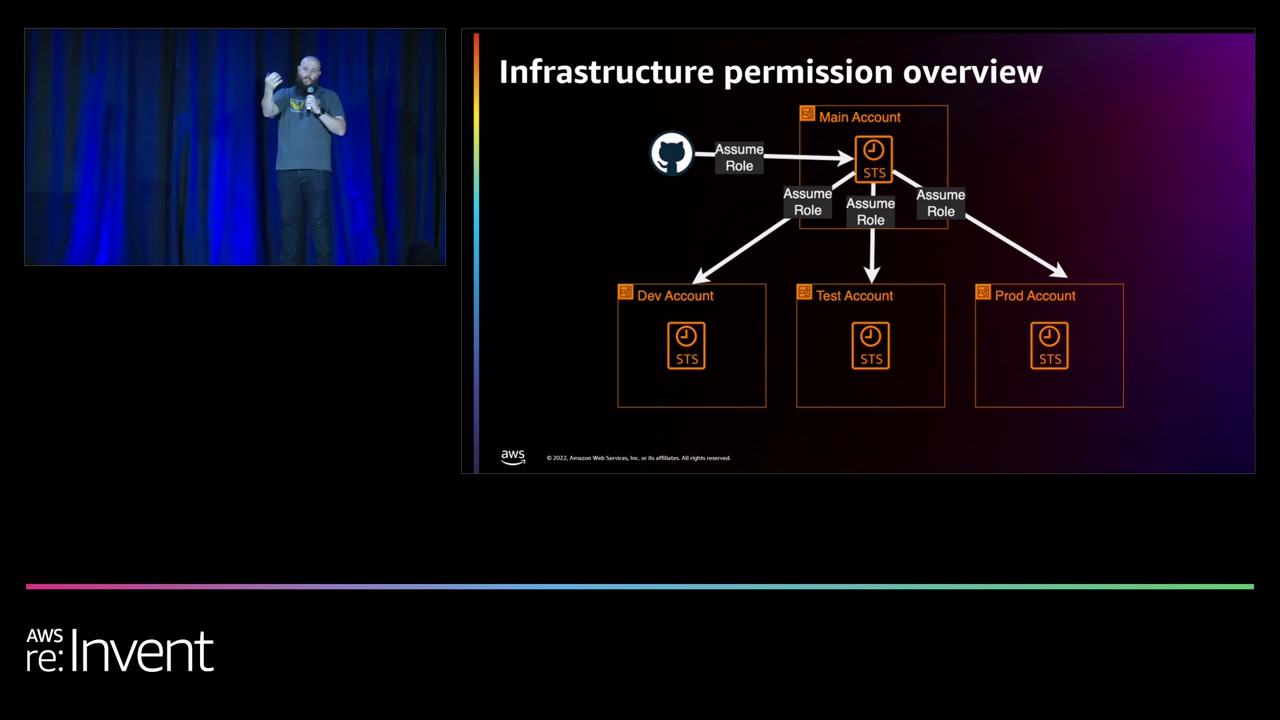 Infrastructure permission overview
Main Account
Assume
Role
STS
Assume
Role
Assume
Role
Assume
Role
Dev Account
STS
Test Account
STS
Prod Account
STS
aws
© 2022, Amazon Web Services, Inc. or its affiliates. All rights reserved.
AWS
re:Invent